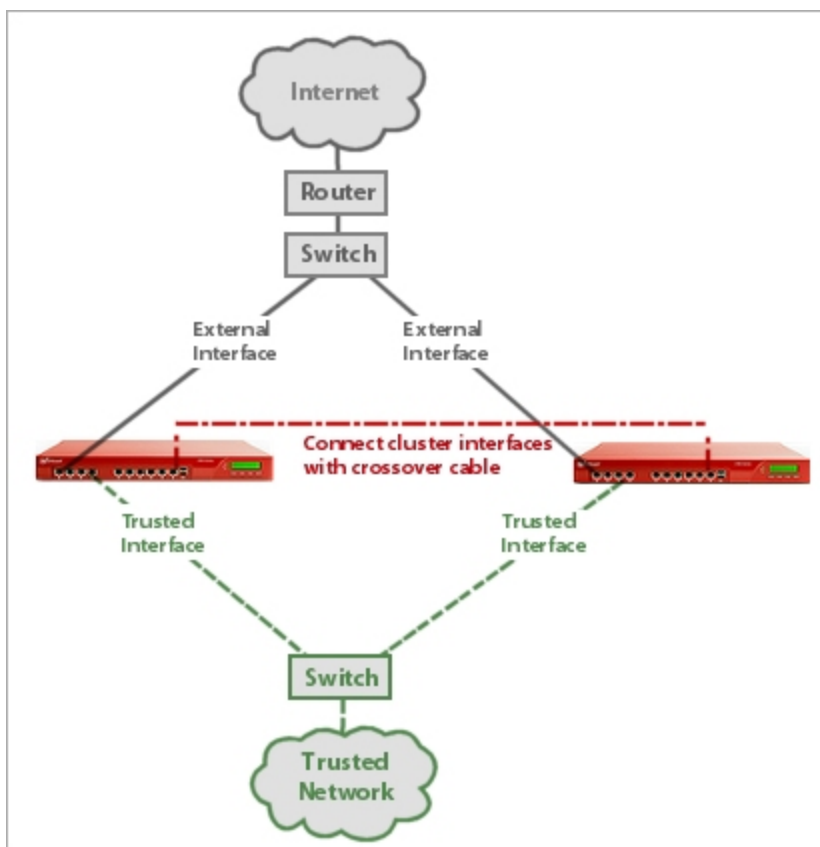 Internet
Router
Switch
External
Interface
External
Interface
Connect cluster interfaces
with crossover cable
Trusted
Interface
Trusted
Interface
Switch
Trusted
Network